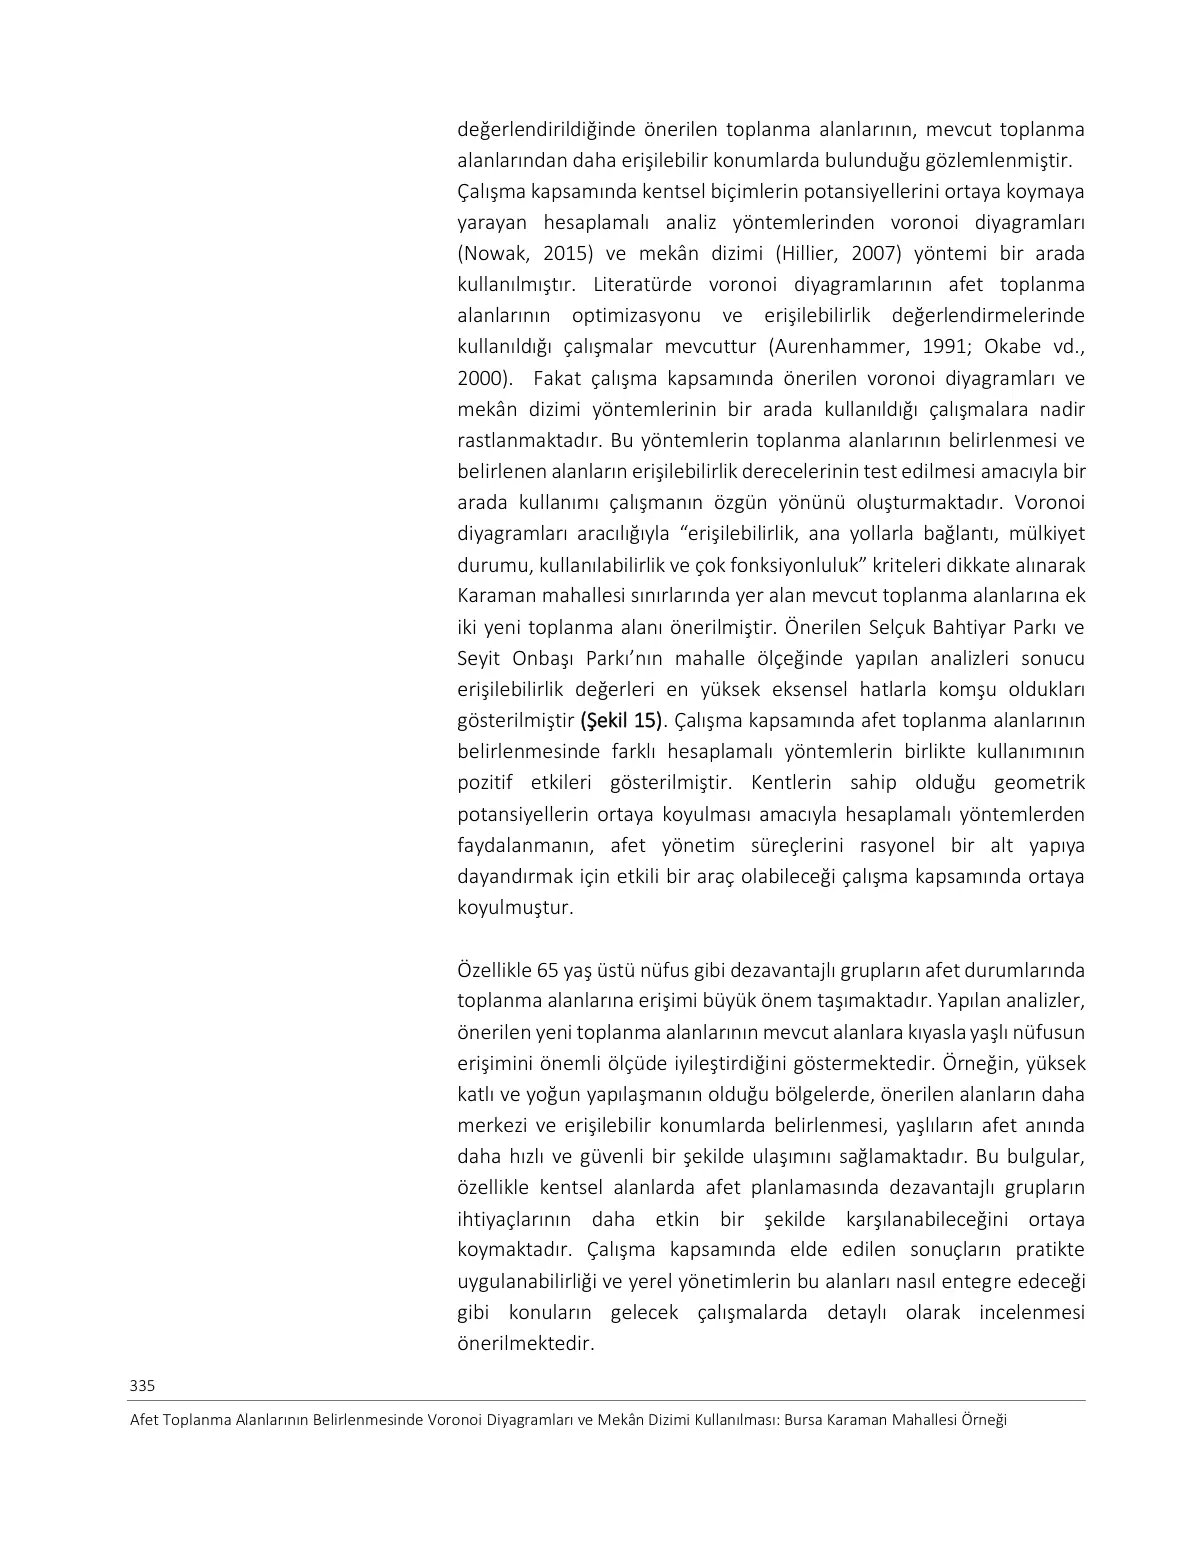 değerlendirildiğinde önerilen toplanma alanlarının, mevcut toplanma
alanlarından daha erişilebilir konumlarda bulunduğu gözlemlenmiştir.
Çalışma kapsamında kentsel biçimlerin potansiyellerini ortaya koymaya
yarayan hesaplamalı analiz yöntemlerinden voronoi diyagramları
(Nowak, 2015) ve mekân dizimi (Hillier, 2007) yöntemi bir arada
kullanılmıştır. Literatürde voronoi diyagramlarının afet toplanma
alanlarının optimizasyonu ve erişilebilirlik değerlendirmelerinde
kullanıldığı çalışmalar mevcuttur (Aurenhammer, 1991; Okabe vd.,
2000). Fakat çalışma kapsamında önerilen voronoi diyagramları ve
mekân dizimi yöntemlerinin bir arada kullanıldığı çalışmalara nadir
rastlanmaktadır. Bu yöntemlerin toplanma alanlarının belirlenmesi ve
belirlenen alanların erişilebilirlik derecelerinin test edilmesi amacıyla bir
arada kullanımı çalışmanın özgün yönünü oluşturmaktadır. Voronoi
diyagramları aracılığıyla “erişilebilirlik, ana yollarla bağlantı, mülkiyet
durumu, kullanılabilirlik ve çok fonksiyonluluk” kriteleri dikkate alınarak
Karaman mahallesi sınırlarında yer alan mevcut toplanma alanlarına ek
iki yeni toplanma alanı önerilmiştir. Önerilen Selçuk Bahtiyar Parkı ve
Seyit Onbaşı Parkı’nın mahalle ölçeğinde yapılan analizleri sonucu
erişilebilirlik değerleri en yüksek eksensel hatlarla komşu oldukları
gösterilmiştir (Şekil 15). Çalışma kapsamında afet toplanma alanlarının
belirlenmesinde farklı hesaplamalı yöntemlerin birlikte kullanımının
pozitif etkileri gösterilmiştir. Kentlerin sahip olduğu geometrik
potansiyellerin ortaya koyulması amacıyla hesaplamalı yöntemlerden
faydalanmanın, afet yönetim süreçlerini rasyonel bir alt yapıya
dayandırmak için etkili bir araç olabileceği çalışma kapsamında ortaya
koyulmuştur.
Özellikle 65 yaş üstü nüfus gibi dezavantajlı grupların afet durumlarında
toplanma alanlarına erişimi büyük önem taşımaktadır. Yapılan analizler,
önerilen yeni toplanma alanlarının mevcut alanlara kıyasla yaşlı nüfusun
erişimini önemli ölçüde iyileştirdiğini göstermektedir. Örneğin, yüksek
katlı ve yoğun yapılaşmanın olduğu bölgelerde, önerilen alanların daha
merkezi ve erişilebilir konumlarda belirlenmesi, yaşlıların afet anında
daha hızlı ve güvenli bir şekilde ulaşımını sağlamaktadır. Bu bulgular,
özellikle kentsel alanlarda afet planlamasında dezavantajlı grupların
ihtiyaçlarının daha etkin bir şekilde karşılanabileceğini ortaya
koymaktadır. Çalışma kapsamında elde edilen sonuçların pratikte
uygulanabilirliği ve yerel yönetimlerin bu alanları nasıl entegre edeceği
gibi konuların gelecek çalışmalarda detaylı olarak incelenmesi
önerilmektedir.
335
Afet Toplanma Alanlarının Belirlenmesinde Voronoi Diyagramları ve Mekân Dizimi Kullanılması: Bursa Karaman Mahallesi Örneği